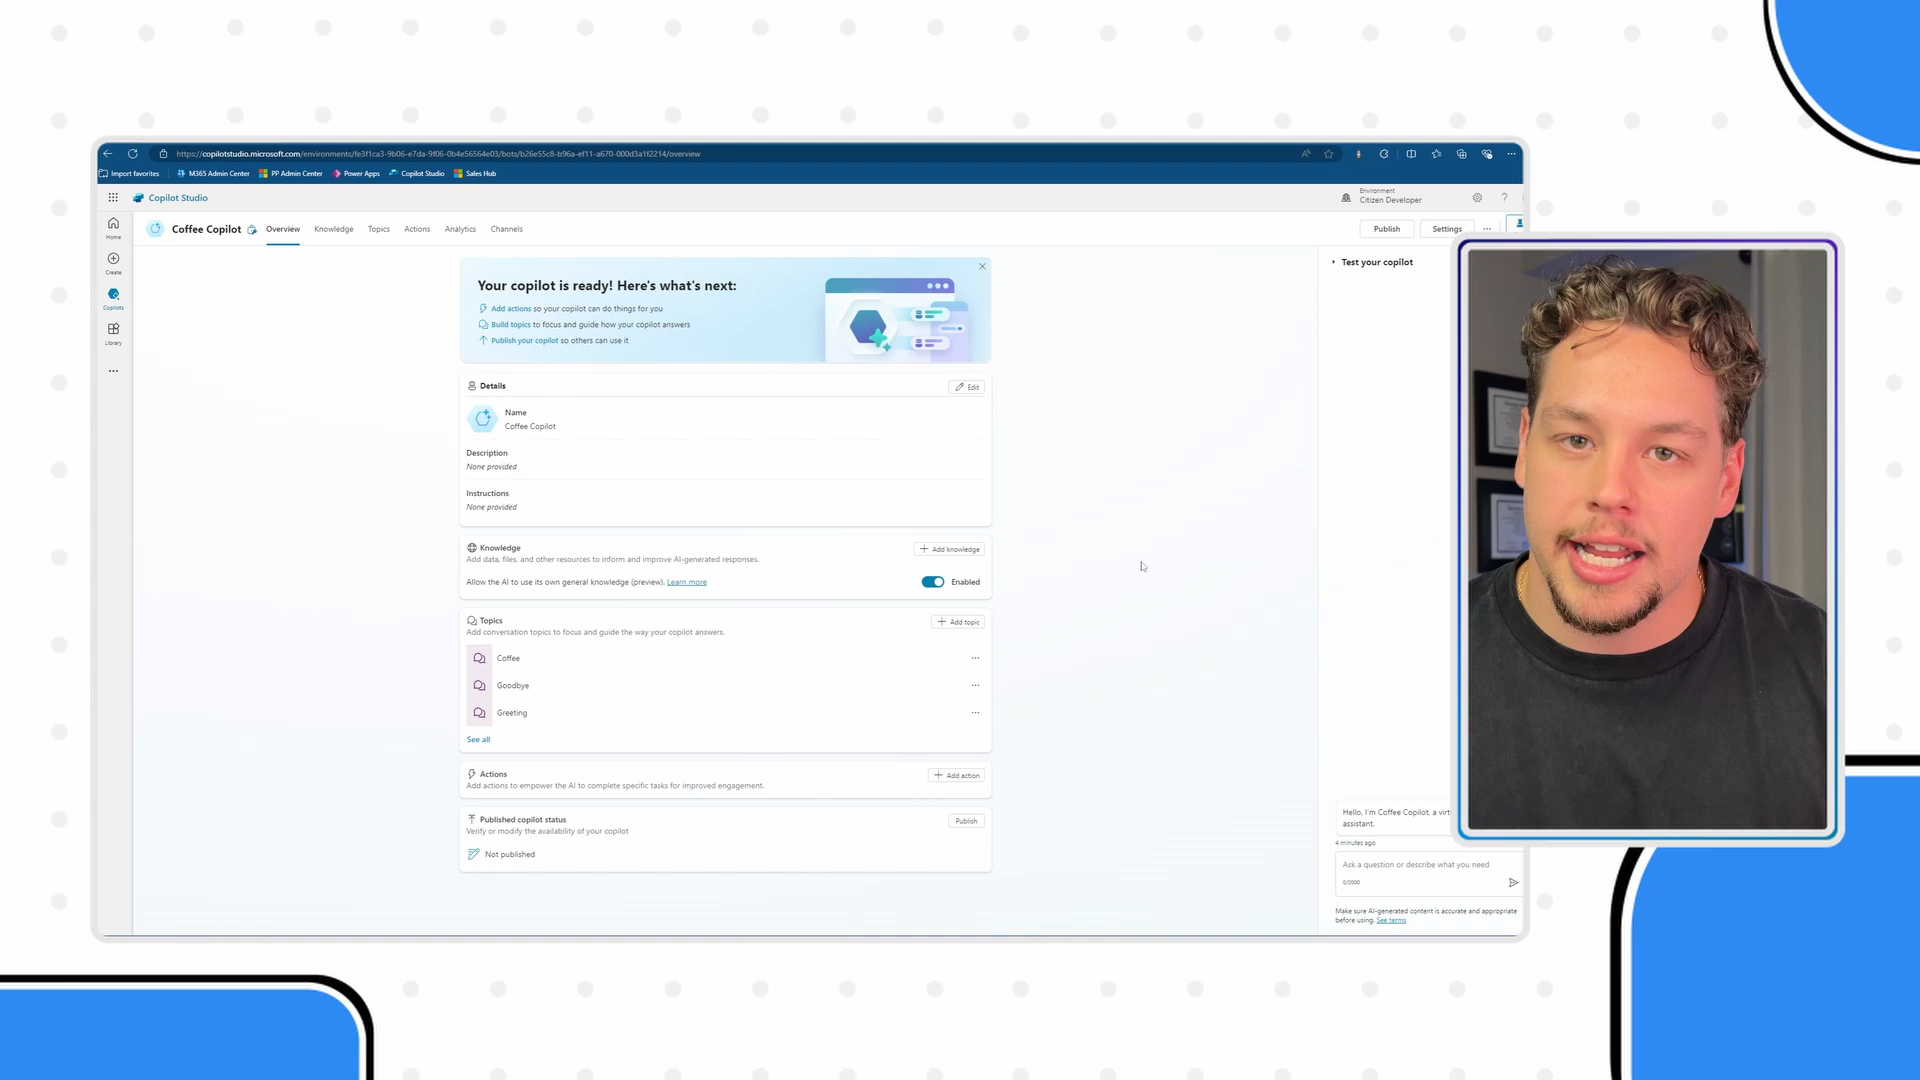 https://copilotstudio.microsoft.com/environments/fe3f1ca3-9b06-e7da-9f06-0b4e56564e03/bots/b26e55c8-b96a-ef11-a670-000d3a1f2214/overview
Import favorites
M365 Admin Center
PP Admin Center
Power Apps
Copilot Studio
Sales Hub
Copilot Studio
Environment
Citizen Developer
Home
Create
Copilots
Library
Coffee Copilot
Overview
Knowledge
Topics
Actions
Analytics
Channels
Publish
Settings
Your copilot is ready! Here's what's next:
Add actions so your copilot can do things for you
Build topics to focus and guide how your copilot answers
Publish your copilot so others can use it
Details
Edit
Name
Coffee Copilot
Description
None provided
Instructions
None provided
Knowledge
Add data, files, and other resources to inform and improve AI-generated responses.
Add knowledge
Allow the AI to use its own general knowledge (preview). Learn more
Enabled
Topics
Add conversation topics to focus and guide the way your copilot answers.
Add topic
Coffee
Goodbye
Greeting
See all
Actions
Add actions to empower the AI to complete specific tasks for improved engagement.
Add action
Published copilot status
Verify or modify the availability of your copilot
Publish
Not published
Test your copilot
Hello, I'm Coffee Copilot, a virt
assistant.
4 minutes ago
Ask a question or describe what you need
0/2000
Make sure AI-generated content is accurate and appropriate
before using. See terms